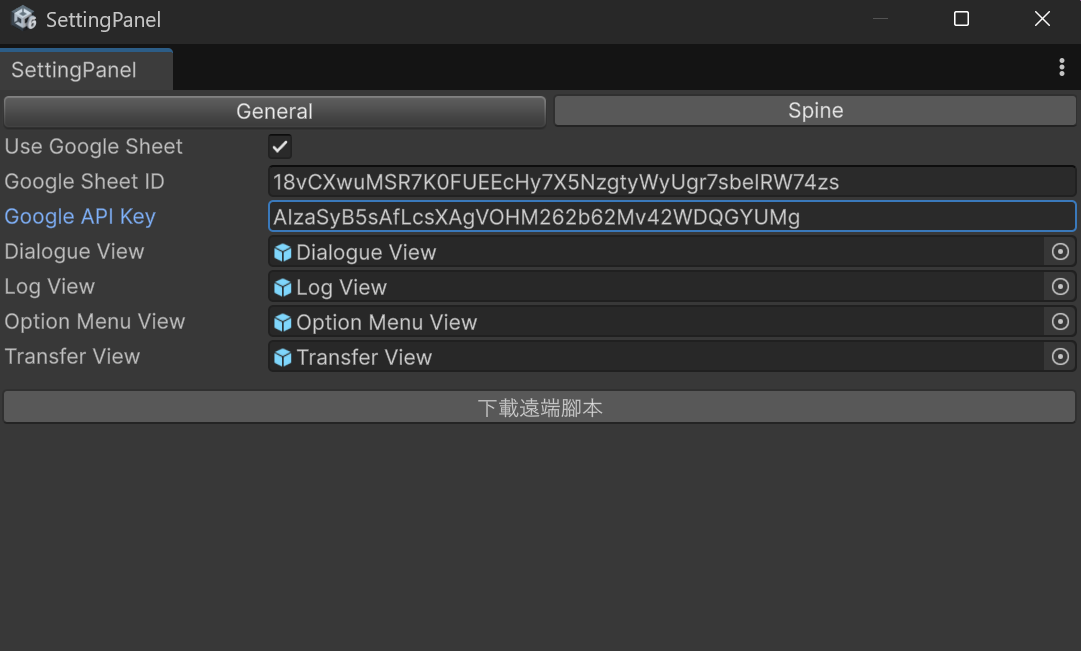 SettingPanel
SettingPanel
General Spine
Use Google Sheet
Google Sheet ID 18vCXwuMSR7K0FUEEcHy7X5NzgtyWyUgr7sbeIRW74zs
Google API Key AIzaSyB5sAfLcsXAgVOHM262b62Mv42WDQGYUMg
Dialogue View Dialogue View
Log View Log View
Option Menu View Option Menu View
Transfer View Transfer View
下載遠端腳本